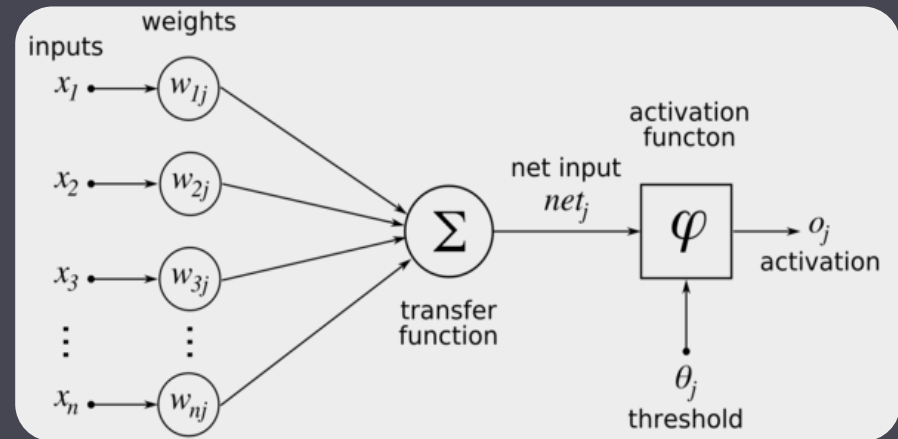 weights
inputs
x1
w1j
x2
w2j
x3
w3j
⋮ ⋮
xn
wnj
Σ
transfer
function
net input
netj
activation
functon
φ
oj
activation
θj
threshold